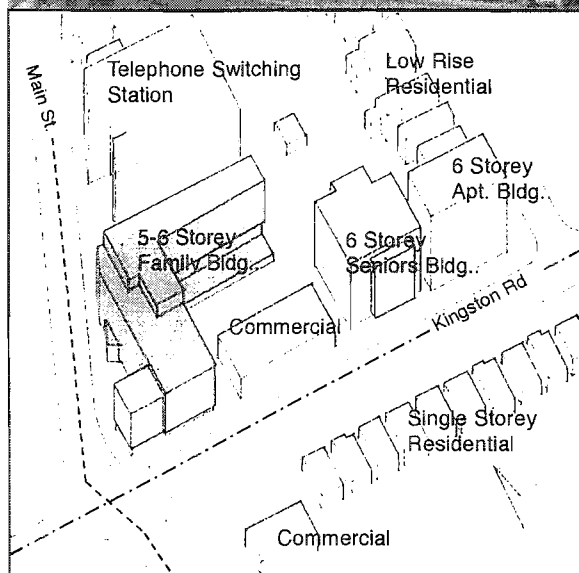 Main St.
Telephone Switching
Station
Low Rise
Residential
6 Storey
Apt. Bldg..
5-6 Storey
Family Bldg..
6 Storey
Seniors Bldg..
Commercial
Kingston Rd
Single Storey
Residential
Commercial